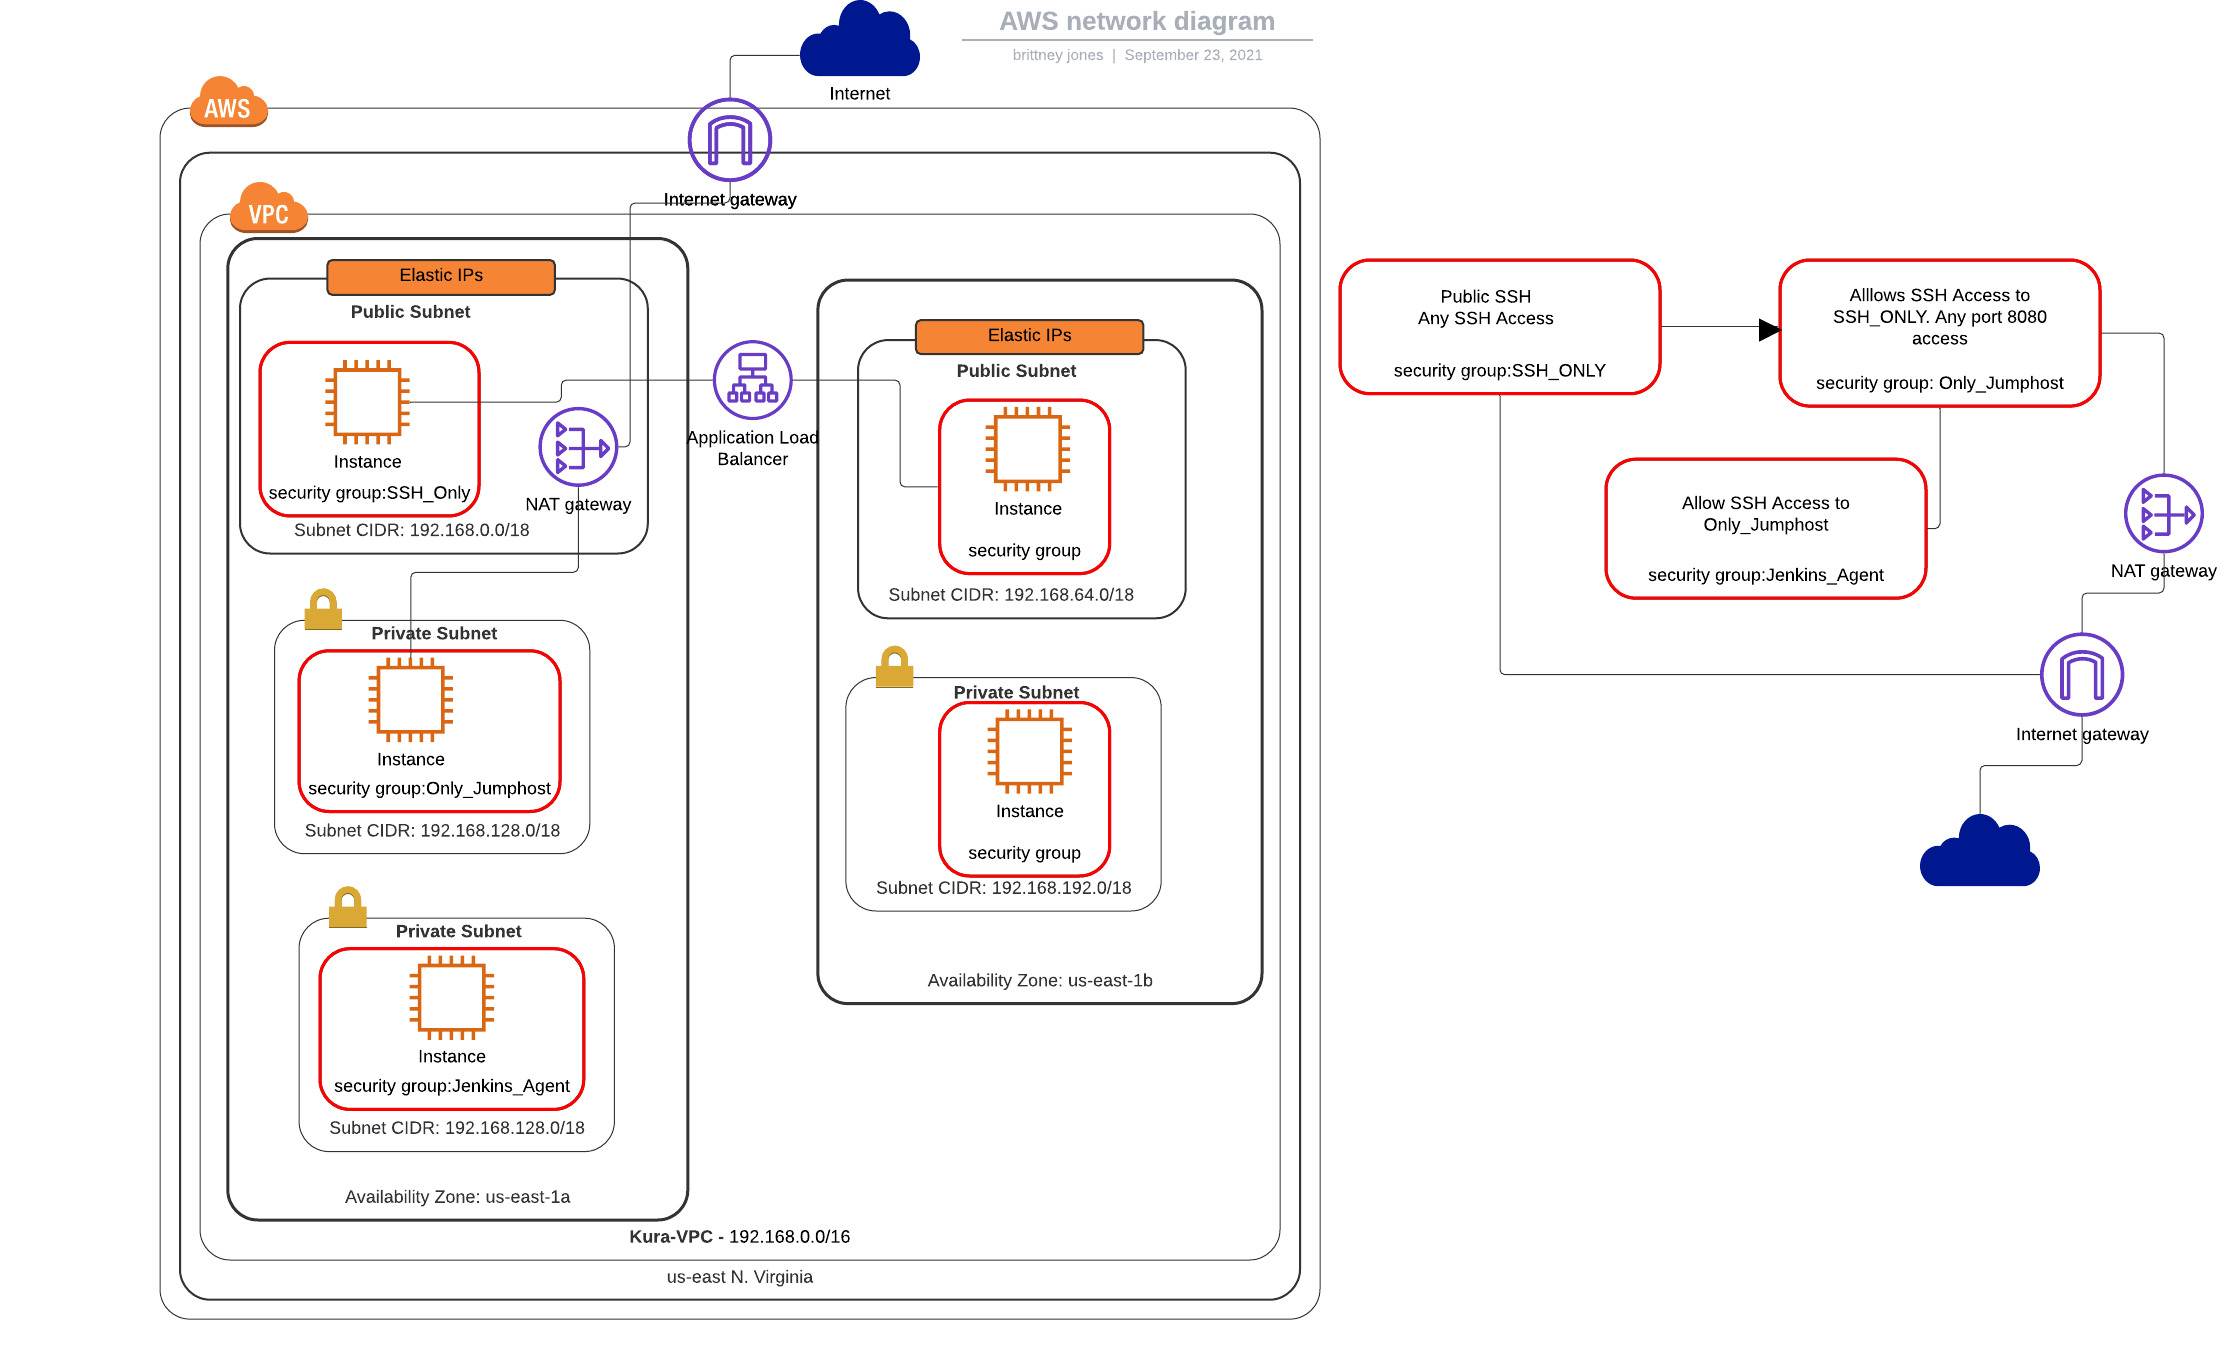 AWS network diagram
brittney jones | September 23, 2021
Internet
AWS
Internet gateway
VPC
Elastic IPs
Public Subnet
Instance
security group:SSH_Only
Subnet CIDR: 192.168.0.0/18
NAT gateway
Application Load
Balancer
Elastic IPs
Public Subnet
Instance
security group
Subnet CIDR: 192.168.64.0/18
Private Subnet
Instance
security group:Only_Jumphost
Subnet CIDR: 192.168.128.0/18
Private Subnet
Instance
security group
Subnet CIDR: 192.168.192.0/18
Availability Zone: us-east-1b
Private Subnet
Instance
security group:Jenkins_Agent
Subnet CIDR: 192.168.128.0/18
Availability Zone: us-east-1a
Kura-VPC - 192.168.0.0/16
us-east N. Virginia
Public SSH
Any SSH Access
security group:SSH_ONLY
Alllows SSH Access to
SSH_ONLY. Any port 8080
access
security group: Only_Jumphost
Allow SSH Access to
Only_Jumphost
security group:Jenkins_Agent
NAT gateway
Internet gateway